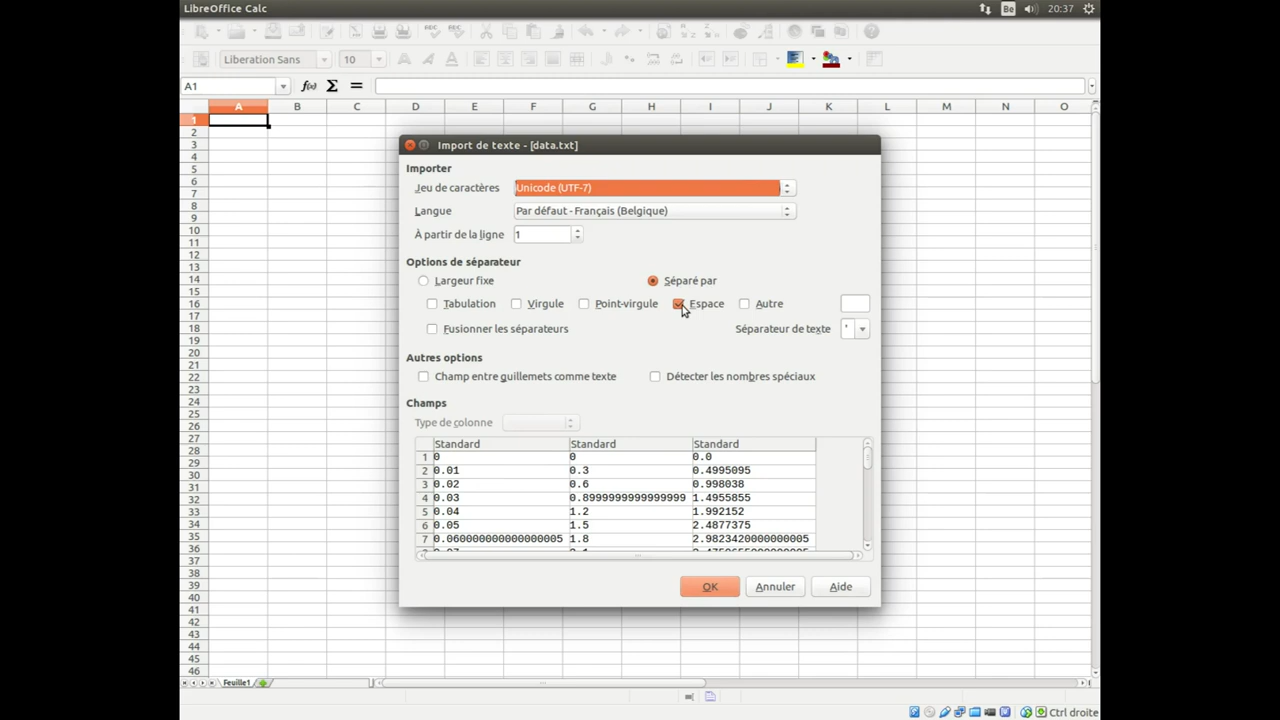 LibreOffice Calc
Be
20:37
Liberation Sans
10
A1
A B C D E F G H I J K L M N O
1
2
3
4
5
6
7
8
9
10
11
12
13
14
15
16
17
18
19
20
21
22
23
24
25
26
27
28
29
30
31
32
33
34
35
36
37
38
39
40
41
42
43
44
45
46
Import de texte - [data.txt]
Importer
Jeu de caractères Unicode (UTF-7)
Langue Par défaut - Français (Belgique)
À partir de la ligne 1
Options de séparateur
Largeur fixe Séparé par
Tabulation Virgule Point-virgule Espace Autre
Fusionner les séparateurs Séparateur de texte '
Autres options
Champ entre guillemets comme texte Détecter les nombres spéciaux
Champs
Type de colonne
Standard Standard Standard
1 0 0 0.0
2 0.01 0.3 0.4995095
3 0.02 0.6 0.998038
4 0.03 0.8999999999999999 1.4955855
5 0.04 1.2 1.992152
6 0.05 1.5 2.4877375
7 0.060000000000000005 1.8 2.9823420000000005
OK Annuler Aide
Feuille1
Ctrl droite